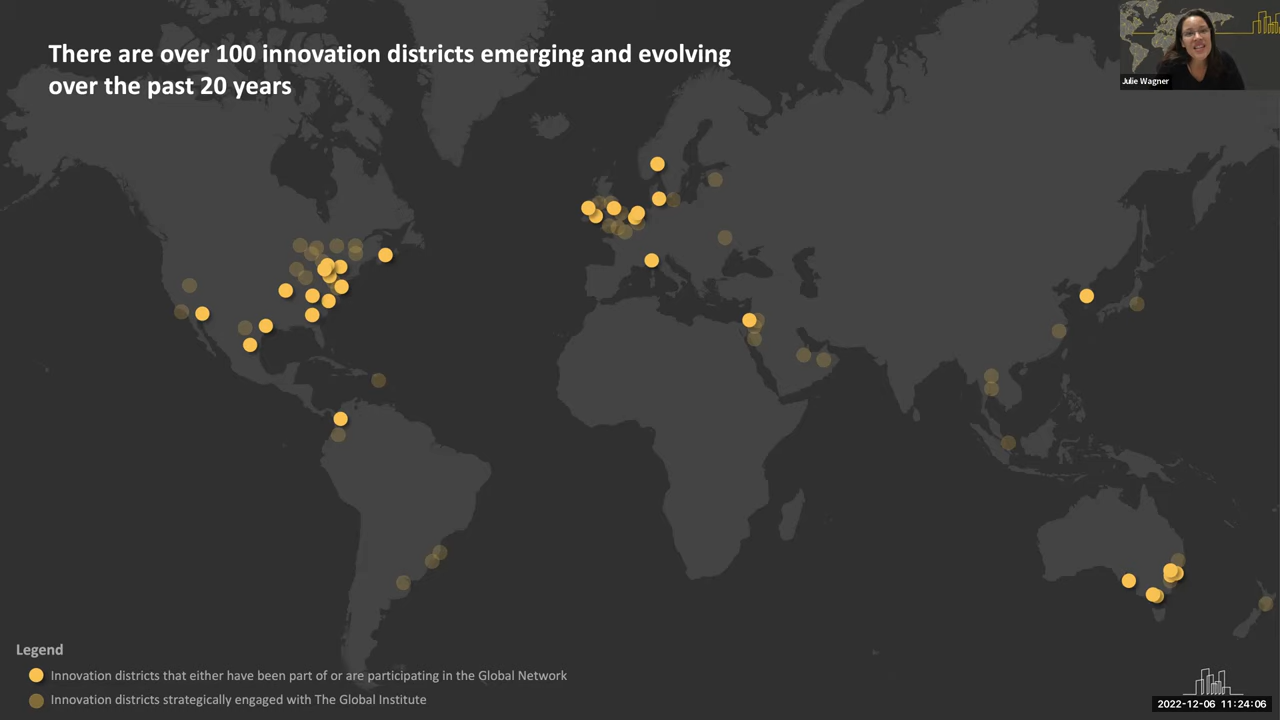 There are over 100 innovation districts emerging and evolving
over the past 20 years
Julie Wagner
Legend
Innovation districts that either have been part of or are participating in the Global Network
Innovation districts strategically engaged with The Global Institute
2022-12-06 11:24:06